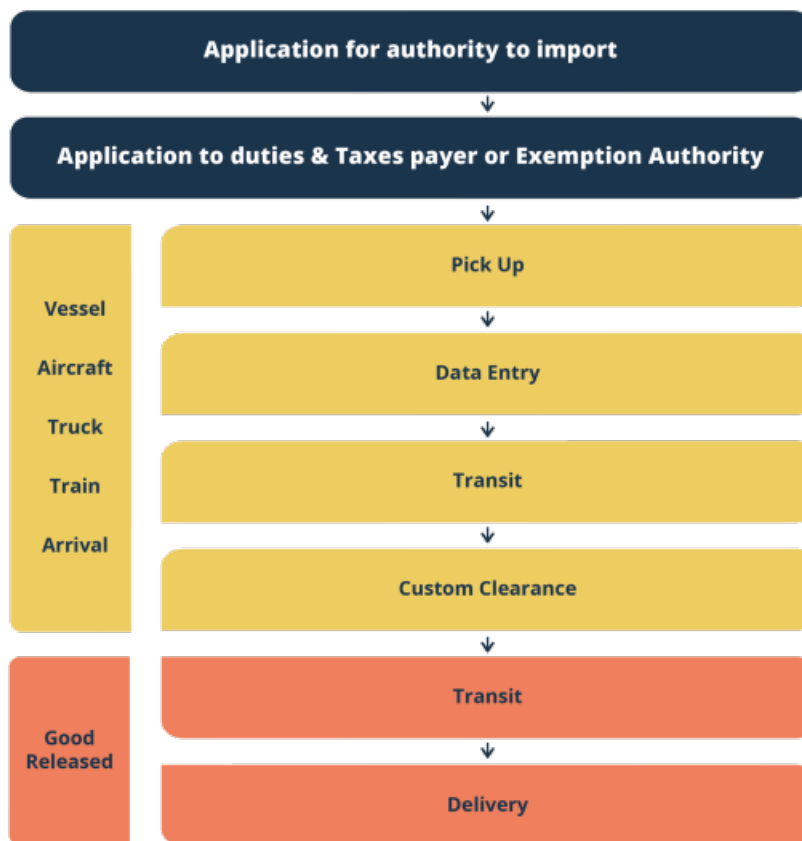 Application for authority to import
Application to duties & Taxes payer or Exemption Authority
Vessel
Aircraft
Truck
Train
Arrival
Pick Up
Data Entry
Transit
Custom Clearance
Good
Released
Transit
Delivery